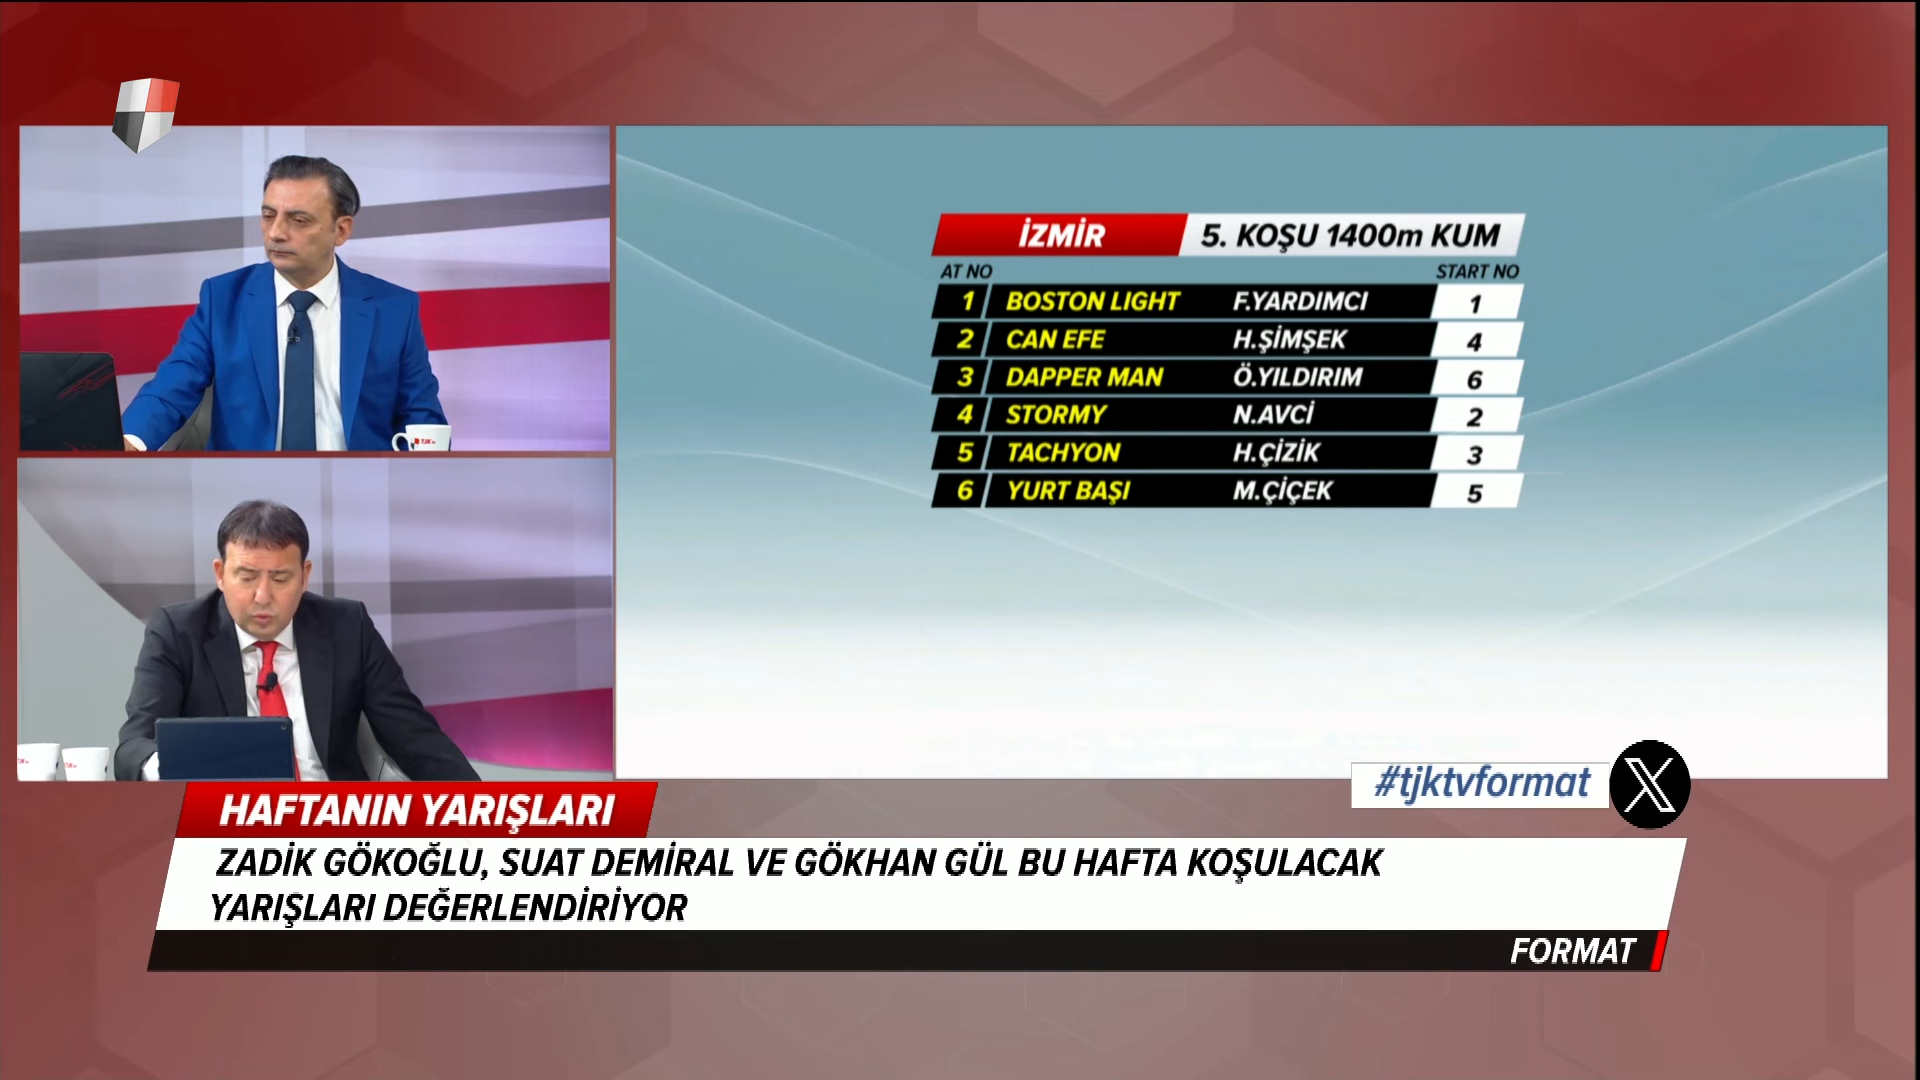 İZMİR 5. KOŞU 1400m KUM
AT NO START NO
1 BOSTON LIGHT F.YARDIMCI 1
2 CAN EFE H.ŞİMŞEK 4
3 DAPPER MAN Ö.YILDIRIM 6
4 STORMY N.AVCİ 2
5 TACHYON H.ÇİZİK 3
6 YURT BAŞI M.ÇİÇEK 5
TJK tv
#tjktvformat
HAFTANIN YARIŞLARI
ZADİK GÖKOĞLU, SUAT DEMİRAL VE GÖKHAN GÜL BU HAFTA KOŞULACAK
YARIŞLARI DEĞERLENDİRİYOR
FORMAT